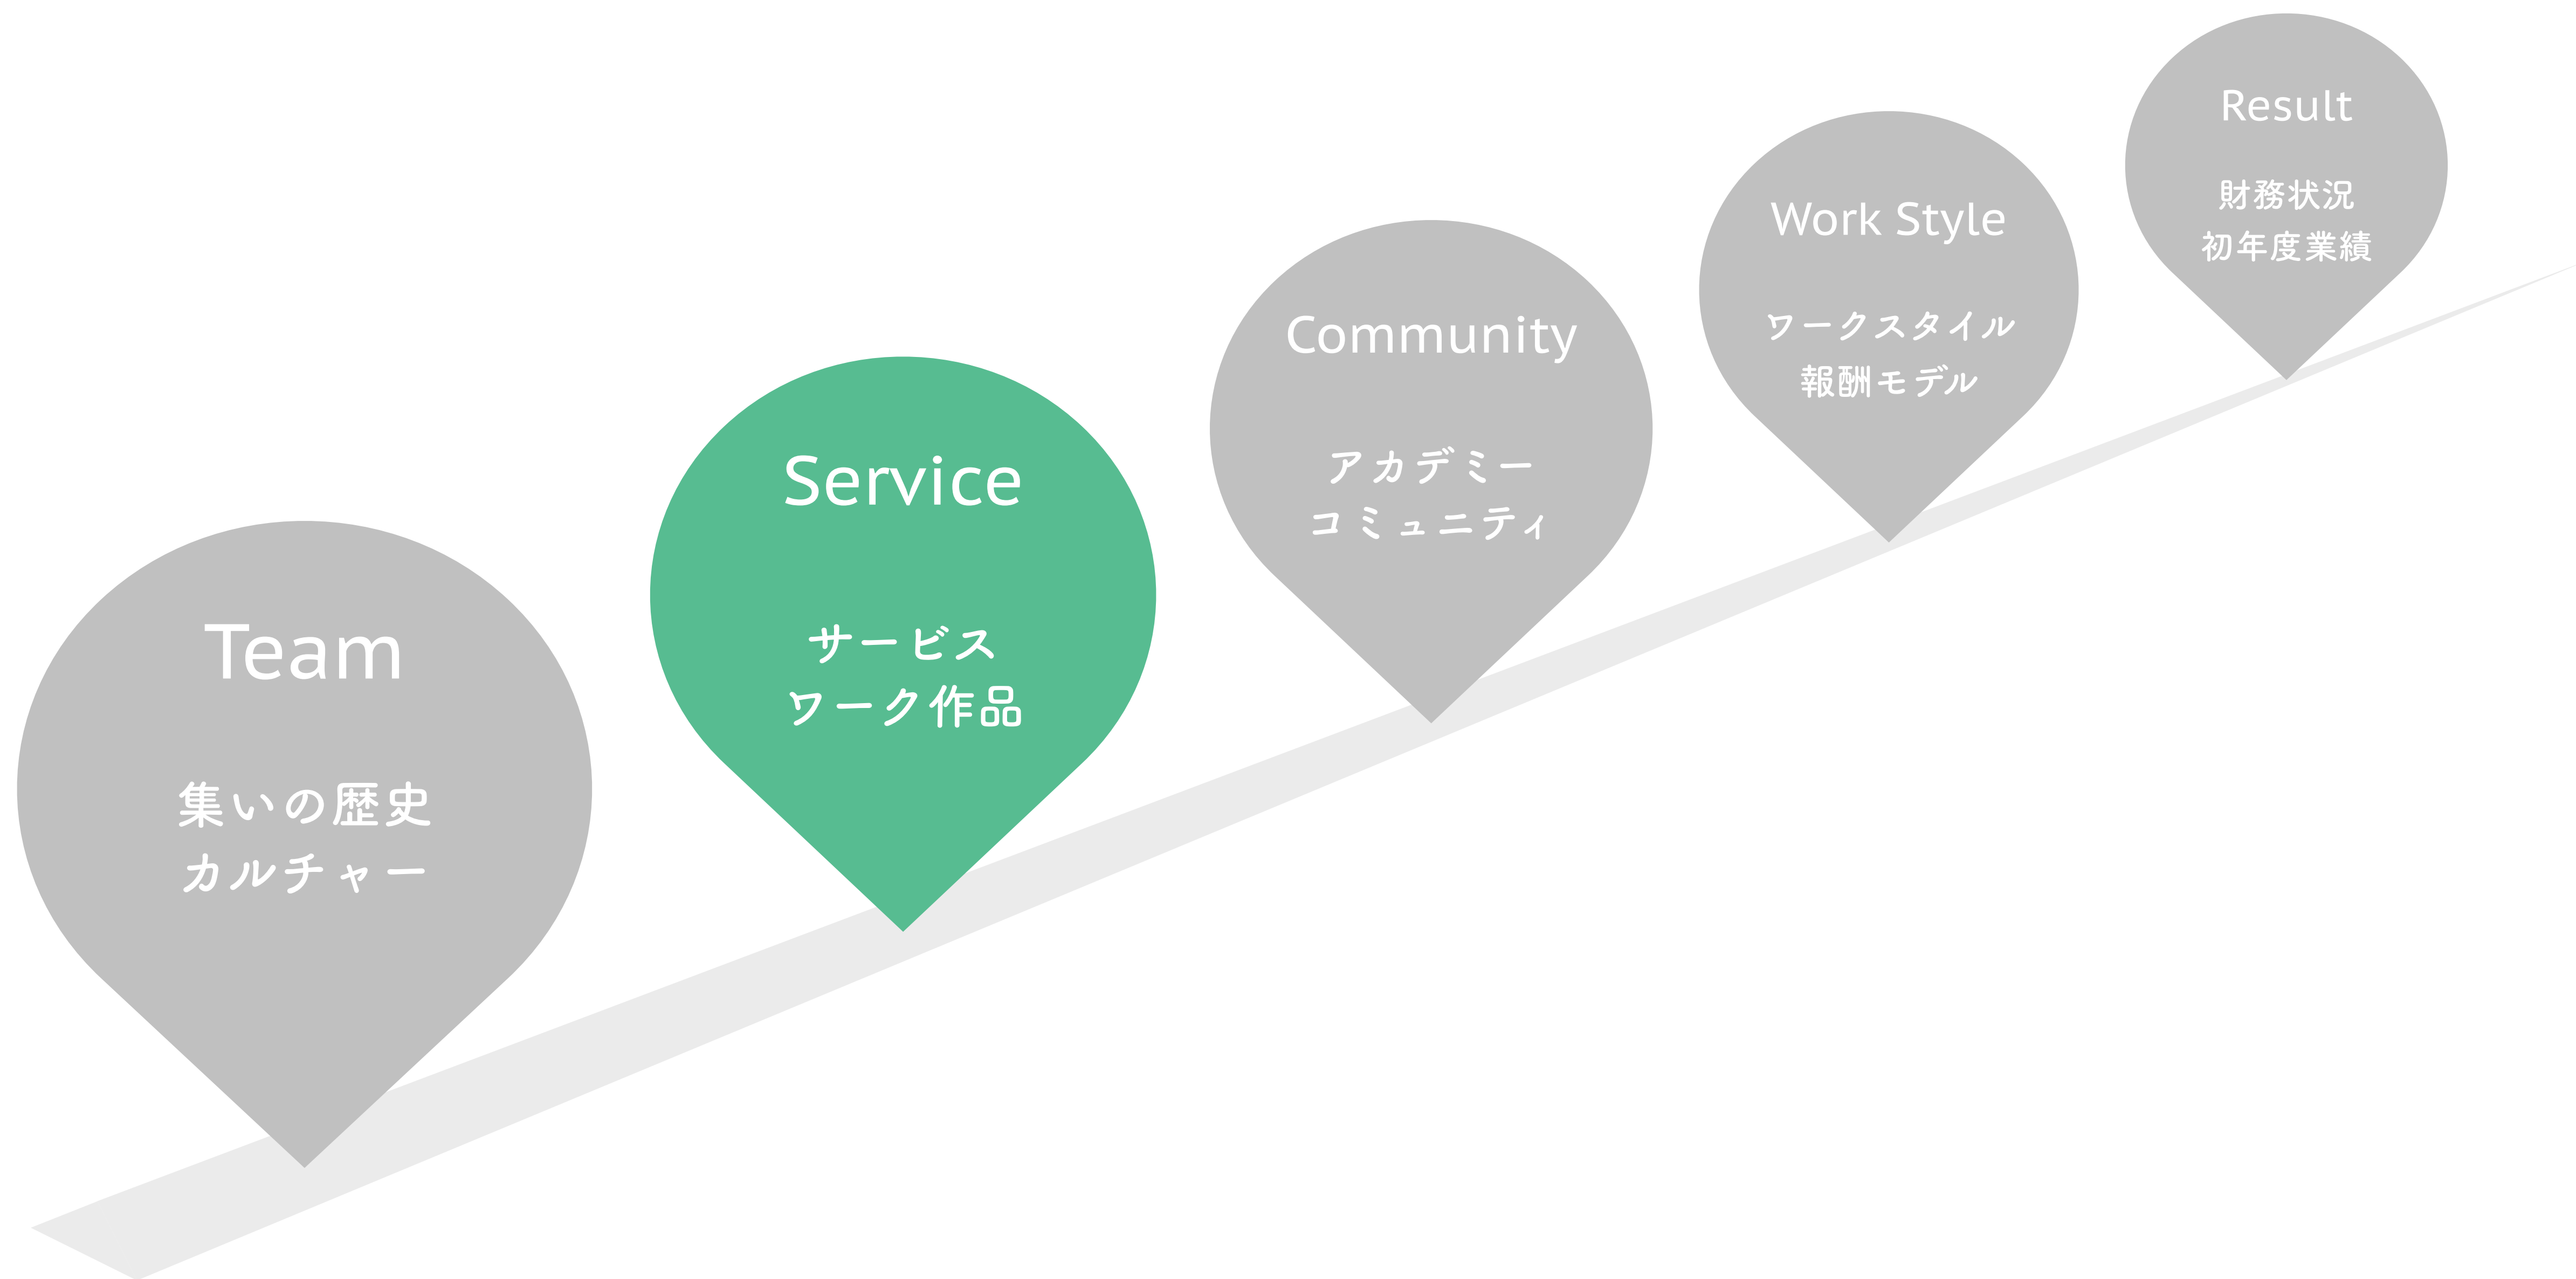 Team
集いの歴史
カルチャー
Service
サービス
ワーク作品
Community
アカデミー
コミュニティ
Work Style
ワークスタイル
報酬モデル
Result
財務状況
初年度業績